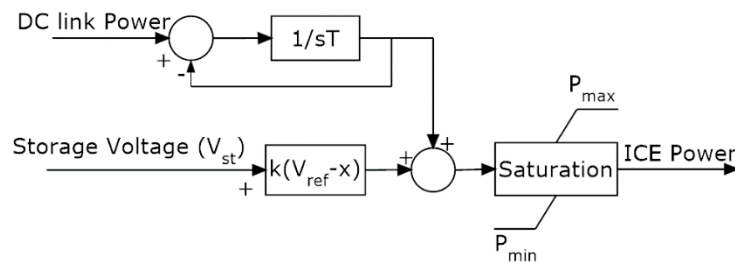 DC link Power
+
-
1/sT
P_max
Storage Voltage (V_st)
+
k(V_ref-x)
+
+
Saturation
ICE Power
P_min